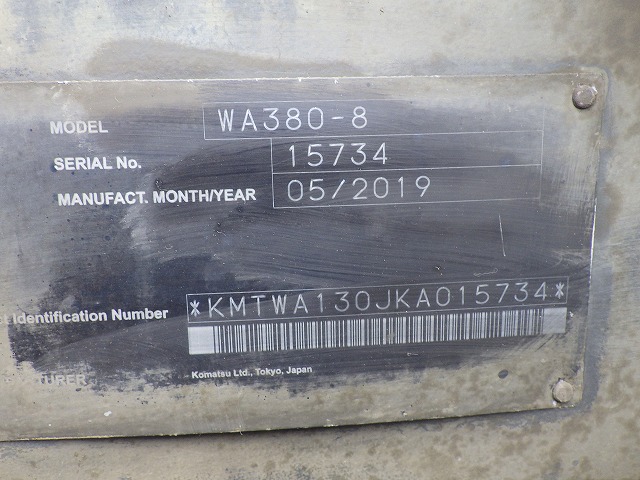 MODEL WA380-8
SERIAL No. 15734
MANUFACT. MONTH/YEAR 05/2019
Identification Number *KMTWA130JKA015734*
Komatsu Ltd., Tokyo, Japan